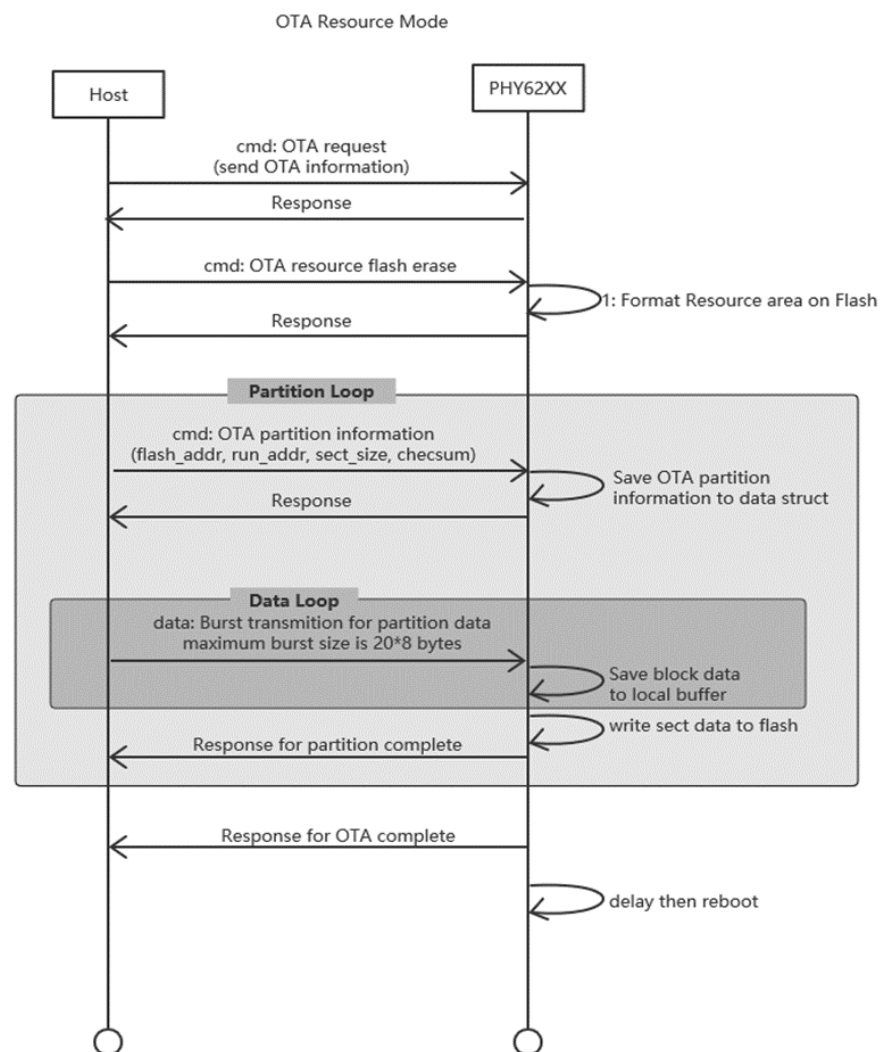 OTA Resource Mode
Host
PHY62XX
cmd: OTA request
(send OTA information)
Response
cmd: OTA resource flash erase
1: Format Resource area on Flash
Response
Partition Loop
cmd: OTA partition information
(flash_addr, run_addr, sect_size, checsum)
Save OTA partition
information to data struct
Response
Data Loop
data: Burst transmition for partition data
maximum burst size is 20*8 bytes
Save block data
to local buffer
write sect data to flash
Response for partition complete
Response for OTA complete
delay then reboot